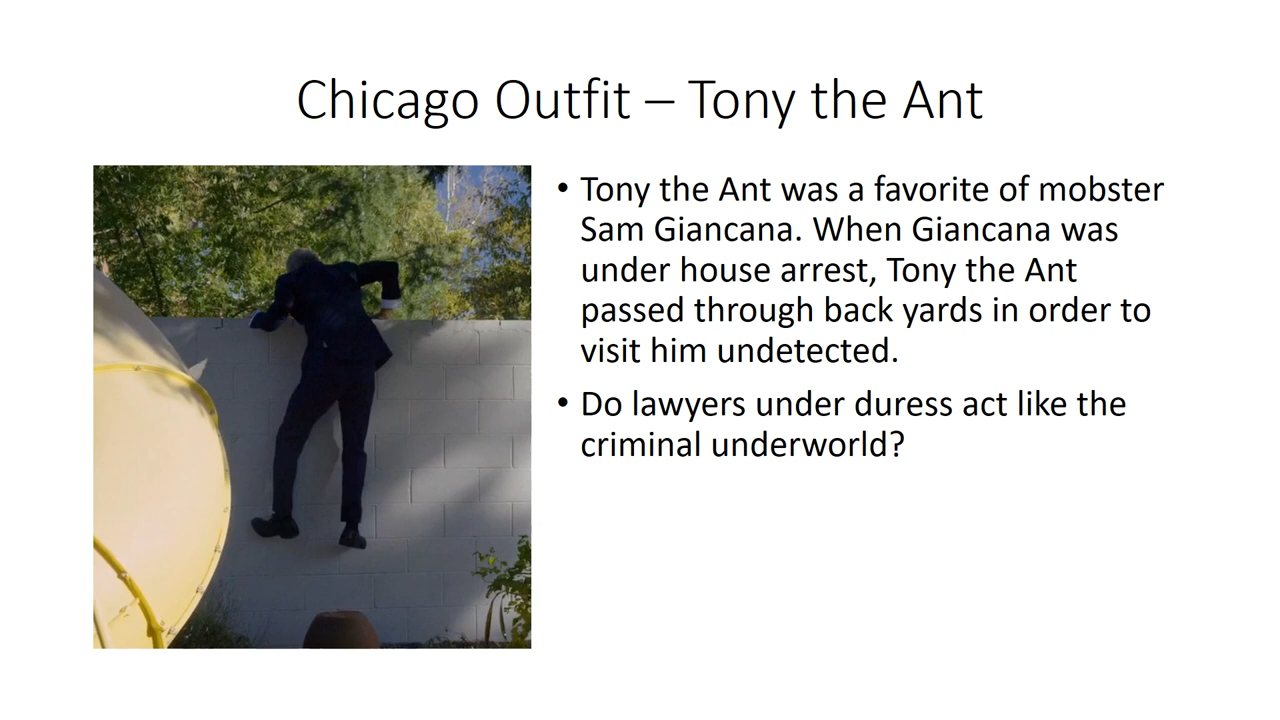 Chicago Outfit – Tony the Ant
• Tony the Ant was a favorite of mobster
Sam Giancana. When Giancana was
under house arrest, Tony the Ant
passed through back yards in order to
visit him undetected.
• Do lawyers under duress act like the
criminal underworld?